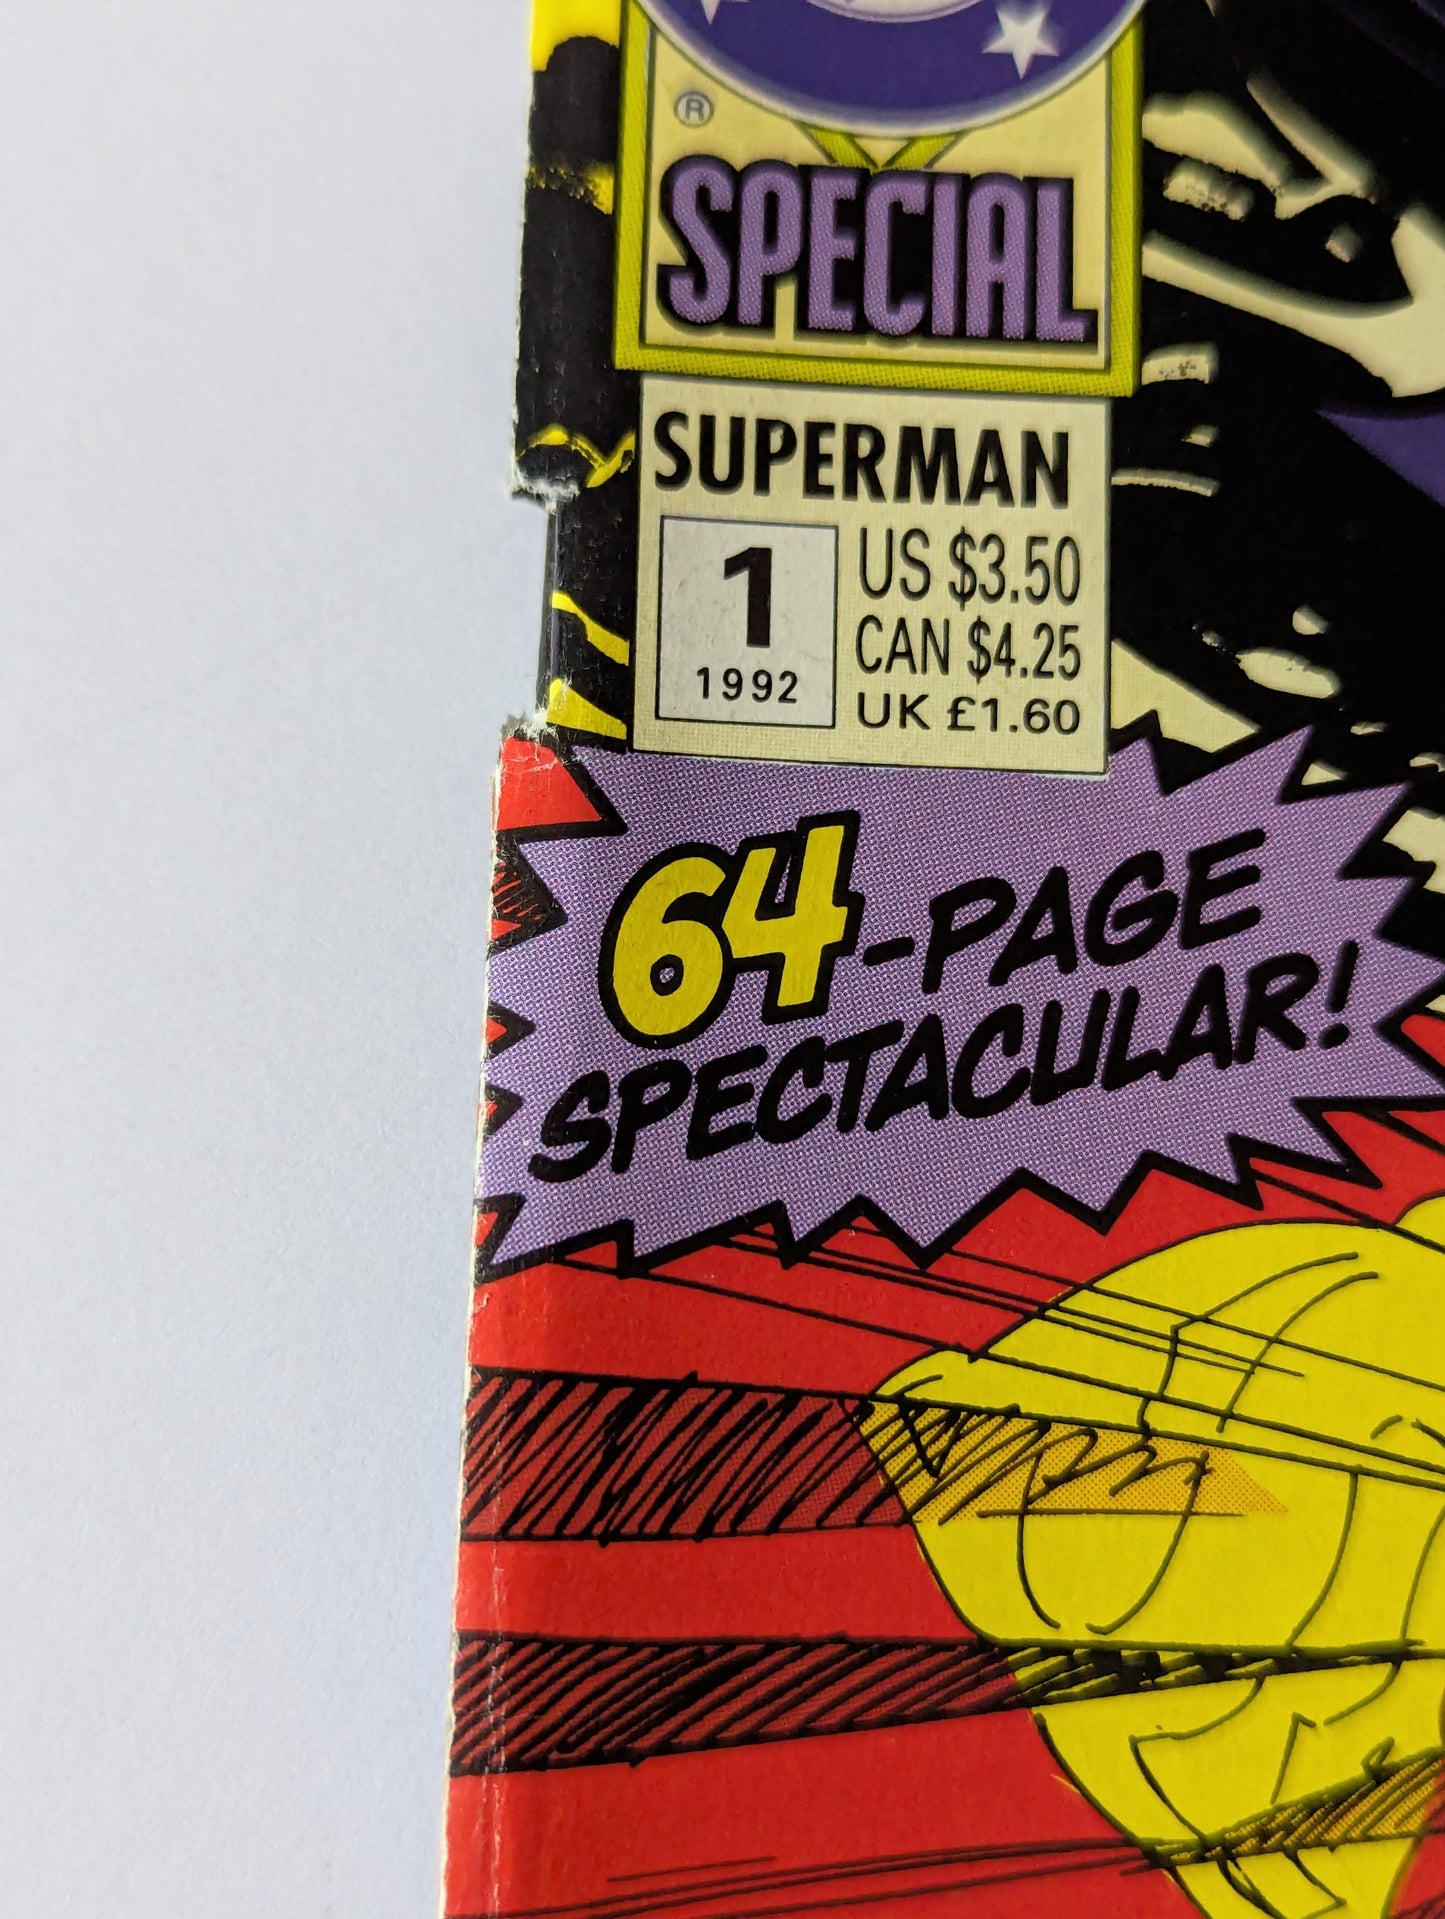 ®
SPECIAL
SUPERMAN
1
1992
US $3.50
CAN $4.25
UK £1.60
64-PAGE
SPECTACULAR!